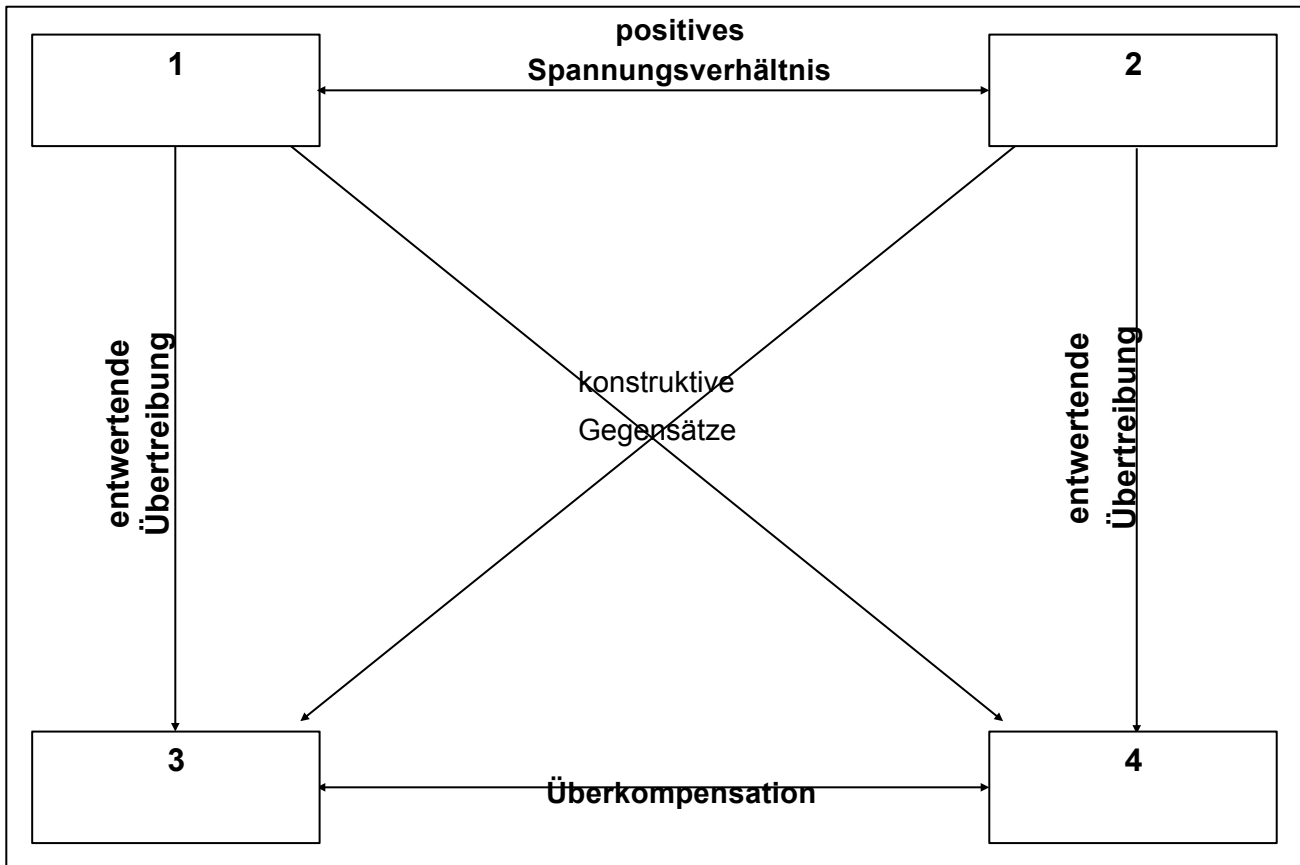 positives
Spannungsverhältnis
1
2
entwertende
Übertreibung
konstruktive
Gegensätze
entwertende
Übertreibung
3
4
Überkompensation